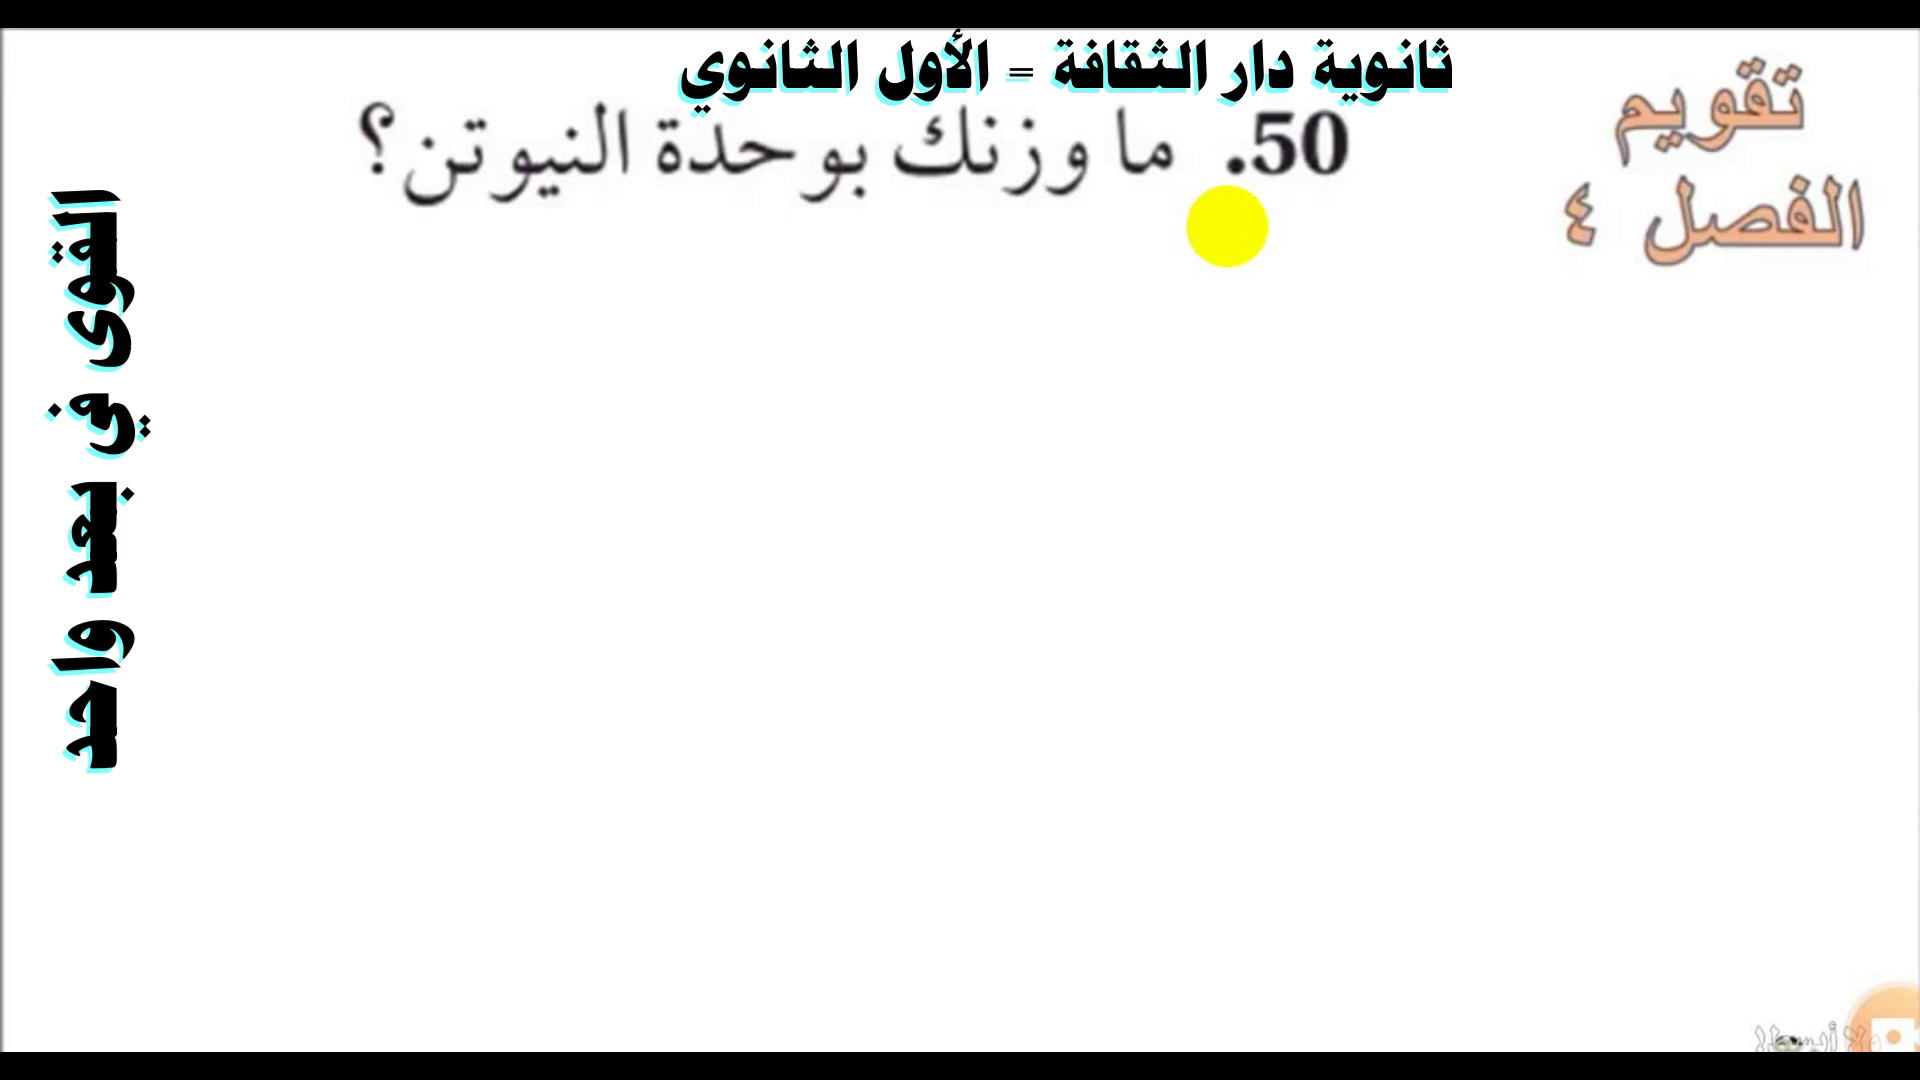 ثانوية دار الثقافة = الأول الثانوي
تقويم
الفصل ٤
50. ما وزنك بوحدة النيوتن؟
القوى في بعد واحد